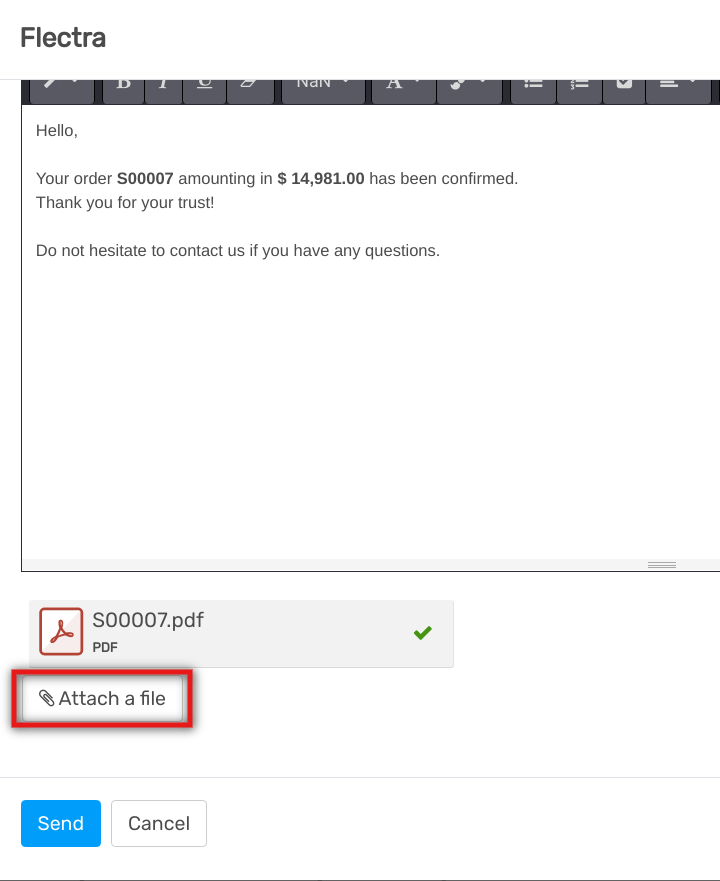 Flectra
B I U NaN A
Hello,
Your order S00007 amounting in $ 14,981.00 has been confirmed.
Thank you for your trust!
Do not hesitate to contact us if you have any questions.
S00007.pdf
PDF
Attach a file
Send Cancel